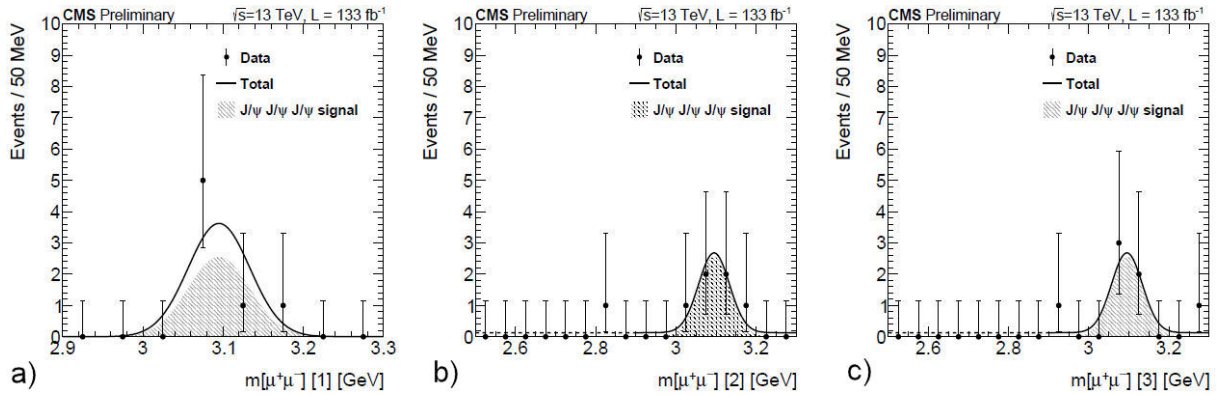 CMS Preliminary √s=13 TeV, L = 133 fb⁻¹
Events / 50 MeV
10
9
8
7
6
5
4
3
2
1
0
Data
Total
J/ψ J/ψ J/ψ signal
2.9 3 3.1 3.2 3.3
a) m[μ⁺μ⁻] [1] [GeV]
CMS Preliminary √s=13 TeV, L = 133 fb⁻¹
Events / 50 MeV
10
9
8
7
6
5
4
3
2
1
0
Data
Total
J/ψ J/ψ J/ψ signal
2.6 2.8 3 3.2
b) m[μ⁺μ⁻] [2] [GeV]
CMS Preliminary √s=13 TeV, L = 133 fb⁻¹
Events / 50 MeV
10
9
8
7
6
5
4
3
2
1
0
Data
Total
J/ψ J/ψ J/ψ signal
2.6 2.8 3 3.2
c) m[μ⁺μ⁻] [3] [GeV]